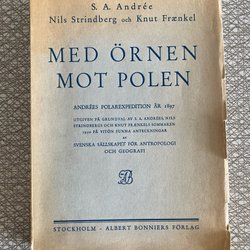 S. A. Andrée
Nils Strindberg och Knut Frænkel
MED ÖRNEN
MOT POLEN
ANDRÉES POLAREXPEDITION ÅR 1897
UTGIVEN PÅ GRUNDVAL AV S. A. ANDRÉES, NILS
STRINDBERGS OCH KNUT FRÆNKELS SOMMAREN
1930 PÅ VITÖN FUNNA ANTECKNINGAR
AV
SVENSKA SÄLLSKAPET FÖR ANTROPOLOGI
OCH GEOGRAFI
STOCKHOLM - ALBERT BONNIERS FÖRLAG